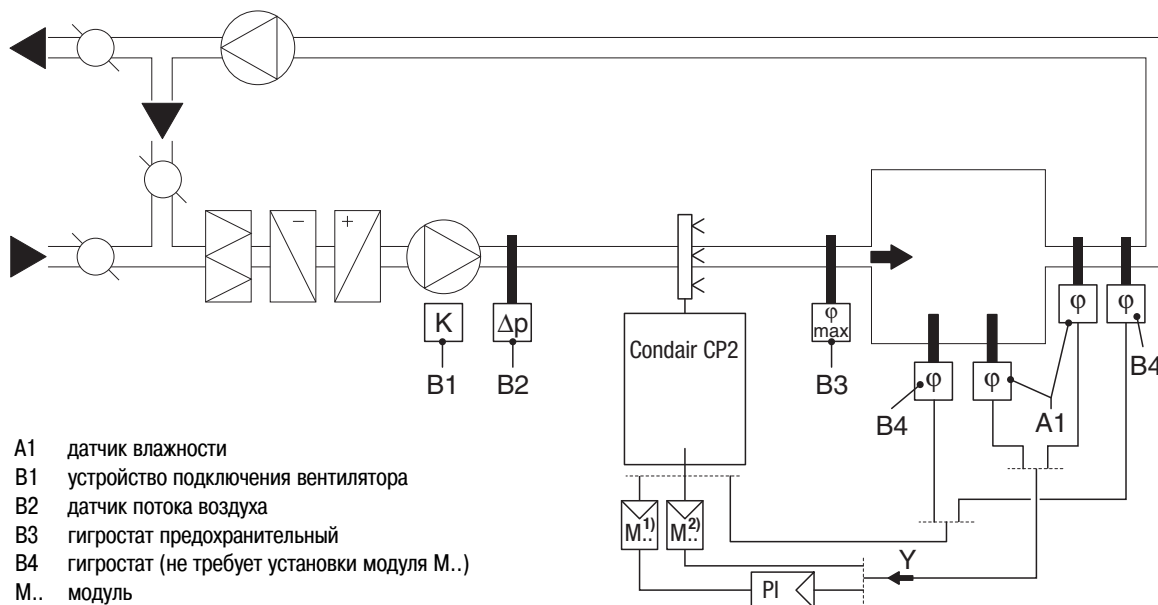 − +
K
Δp
φ
max
φ
φ
φ
φ
Condair CP2
B1
B2
B3
B4
A1
B4
M..1)
M..2)
PI
Y
A1 датчик влажности
B1 устройство подключения вентилятора
B2 датчик потока воздуха
B3 гигростат предохранительный
B4 гигростат (не требует установки модуля М..)
М.. модуль